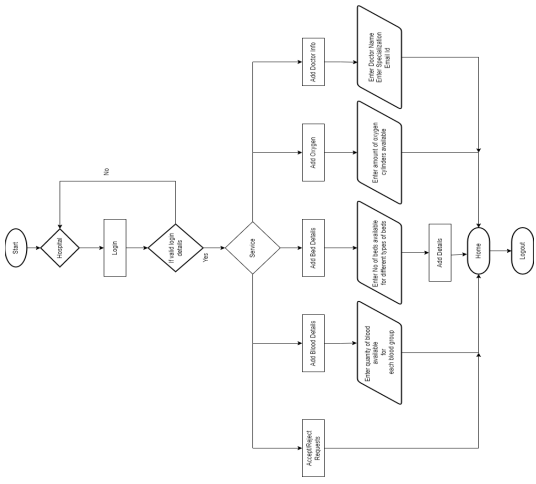 Start
Hospital
Login
If valid login
details
No
Yes
Service
Accept/Reject
Requests
Add Blood Details
Add Bed Details
Add Oxygen
Add Doctor Info
Enter quantity of blood
available
for
each blood group
Enter No of beds available
for different types of beds
Enter amount of oxygen
cylinders available
Enter Doctor Name
Enter Specialization
Email Id
Add Details
Home
Logout